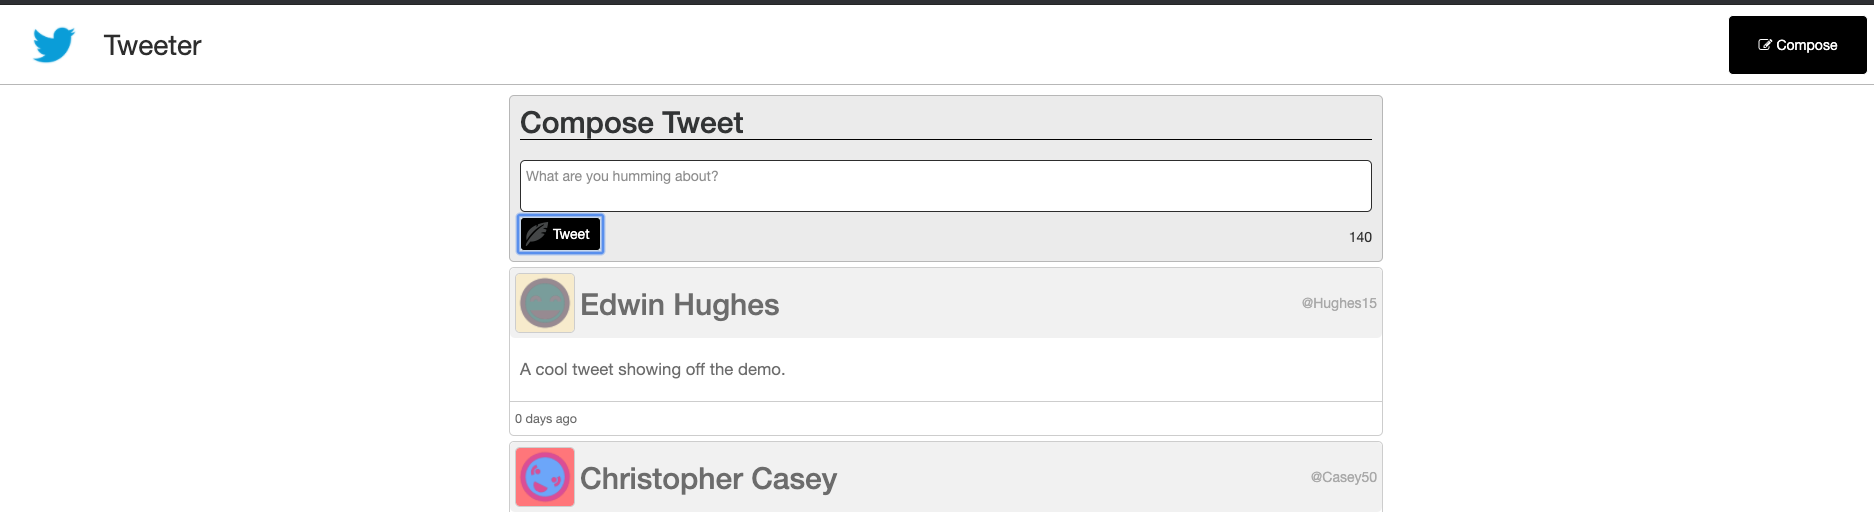 Tweeter
Compose
Compose Tweet
What are you humming about?
Tweet
140
Edwin Hughes
@Hughes15
A cool tweet showing off the demo.
0 days ago
Christopher Casey
@Casey50